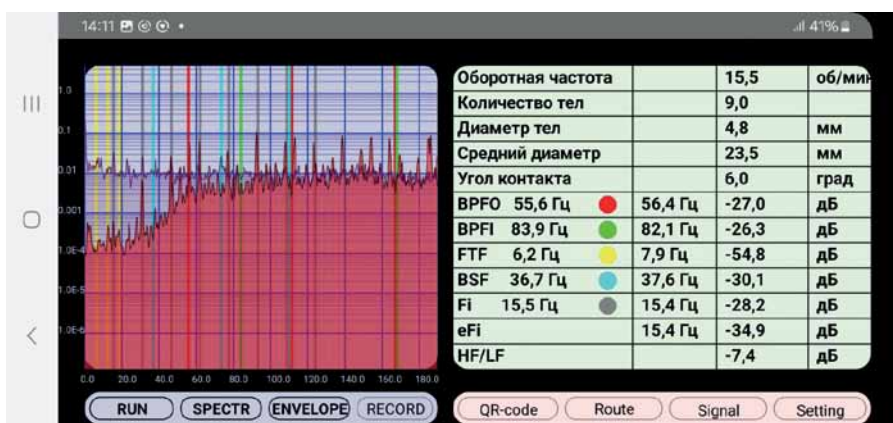 14:11
41%
1.0
0.1
0.01
0.001
1.0E-4
1.0E-5
1.0E-6
0.0 20.0 40.0 60.0 80.0 100.0 120.0 140.0 160.0 180.0
RUN SPECTR ENVELOPE RECORD
Оборотная частота 15,5 об/мин
Количество тел 9,0
Диаметр тел 4,8 мм
Средний диаметр 23,5 мм
Угол контакта 6,0 град
BPFO 55,6 Гц 56,4 Гц -27,0 дБ
BPFI 83,9 Гц 82,1 Гц -26,3 дБ
FTF 6,2 Гц 7,9 Гц -54,8 дБ
BSF 36,7 Гц 37,6 Гц -30,1 дБ
Fi 15,5 Гц 15,4 Гц -28,2 дБ
eFi 15,4 Гц -34,9 дБ
HF/LF -7,4 дБ
QR-code Route Signal Setting